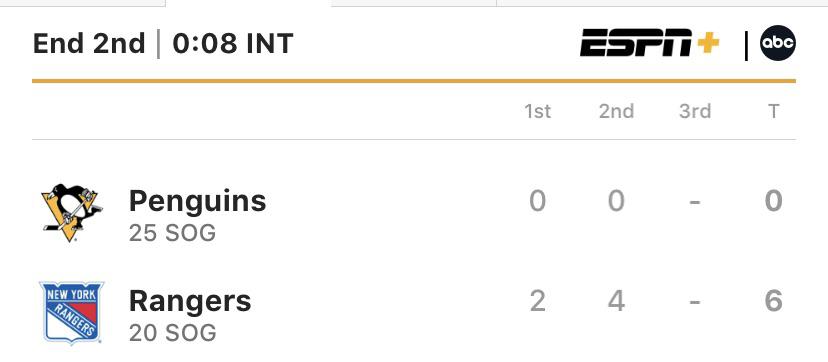 End 2nd | 0:08 INT ESPN+ | abc
1st 2nd 3rd T
Penguins 0 0 - 0
25 SOG
NEW YORK
RANGERS
Rangers 2 4 - 6
20 SOG